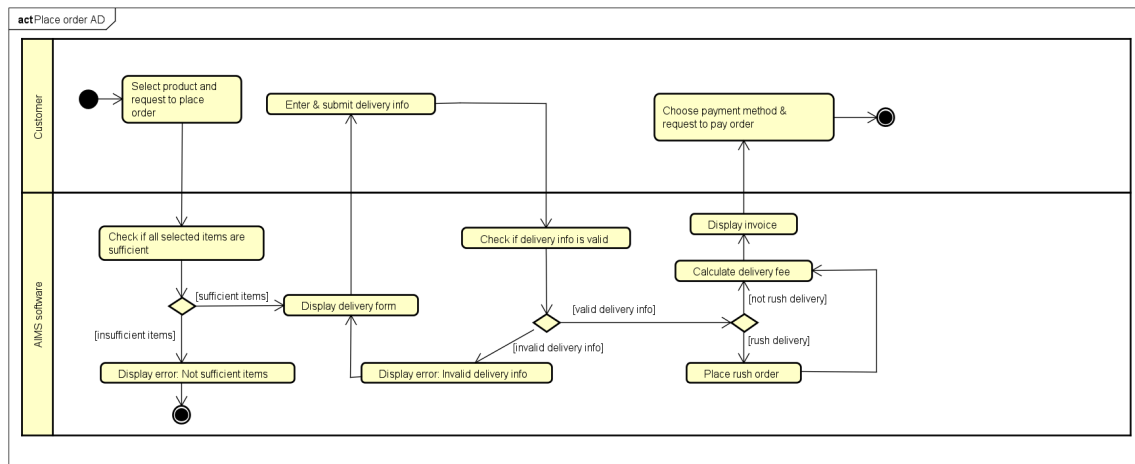 act Place order AD
Customer
Select product and
request to place
order
Enter & submit delivery info
Choose payment method &
request to pay order
AIMS software
Check if all selected items are
sufficient
[sufficient items]
[insufficient items]
Display error: Not sufficient items
Display delivery form
Check if delivery info is valid
[valid delivery info]
[invalid delivery info]
Display error: Invalid delivery info
Display invoice
Calculate delivery fee
[not rush delivery]
[rush delivery]
Place rush order